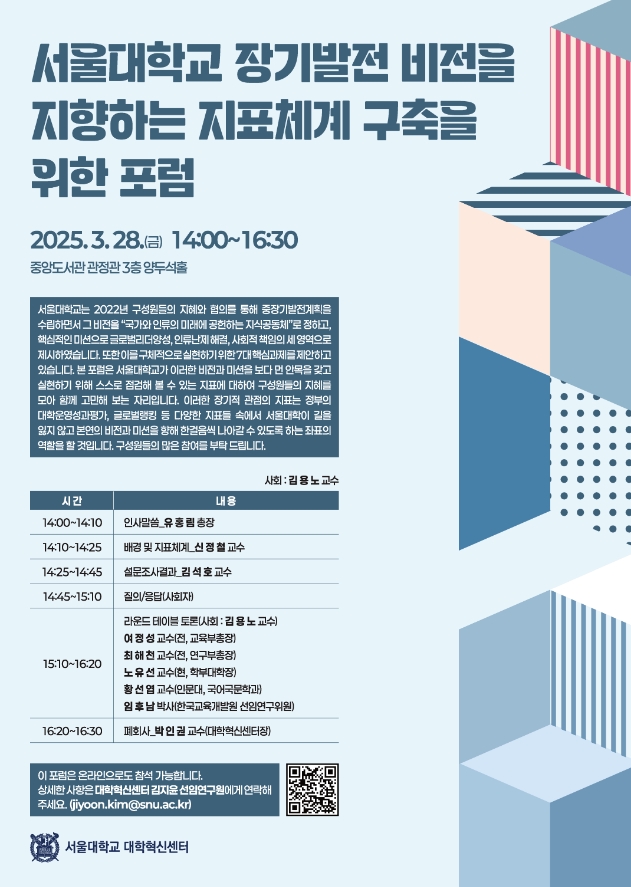 서울대학교 장기발전 비전을
지향하는 지표체계 구축을
위한 포럼
2025. 3. 28.(금) 14:00~16:30
중앙도서관 관정관 3층 양두석홀
서울대학교는 2022년 구성원들의 지혜와 협의를 통해 중장기발전계획을
수립하면서 그 비전을 “국가와 인류의 미래에 공헌하는 지식공동체”로 정하고,
핵심적인 미션으로 글로벌리더양성, 인류난제 해결, 사회적 책임의 세 영역으로
제시하였습니다. 또한 이를 구체적으로 실현하기 위한 7대 핵심과제를 제안하고
있습니다. 본 포럼은 서울대학교가 이러한 비전과 미션을 보다 먼 안목을 갖고
실현하기 위해 스스로 점검해 볼 수 있는 지표에 대하여 구성원들의 지혜를
모아 함께 고민해 보는 자리입니다. 이러한 장기적 관점의 지표는 정부의
대학운영성과평가, 글로벌랭킹 등 다양한 지표들 속에서 서울대학이 길을
잃지 않고 본연의 비전과 미션을 향해 한걸음씩 나아갈 수 있도록 하는 좌표의
역할을 할 것입니다. 구성원들의 많은 참여를 부탁 드립니다.
사회 : 김용노 교수
시간 내용
14:00~14:10 인사말씀_유홍림 총장
14:10~14:25 배경 및 지표체계_신정철 교수
14:25~14:45 설문조사결과_김석호 교수
14:45~15:10 질의/응답(사회자)
15:10~16:20 라운드 테이블 토론(사회 : 김용노 교수)
여정성 교수(전, 교육부총장)
최해천 교수(전, 연구부총장)
노유선 교수(현, 학부대학장)
황선엽 교수(인문대, 국어국문학과)
임후남 박사(한국교육개발원 선임연구위원)
16:20~16:30 폐회사_박인권 교수(대학혁신센터장)
이 포럼은 온라인으로도 참석 가능합니다.
상세한 사항은 대학혁신센터 김지윤 선임연구원에게 연락해
주세요. (jiyoon.kim@snu.ac.kr)
서울대학교 대학혁신센터